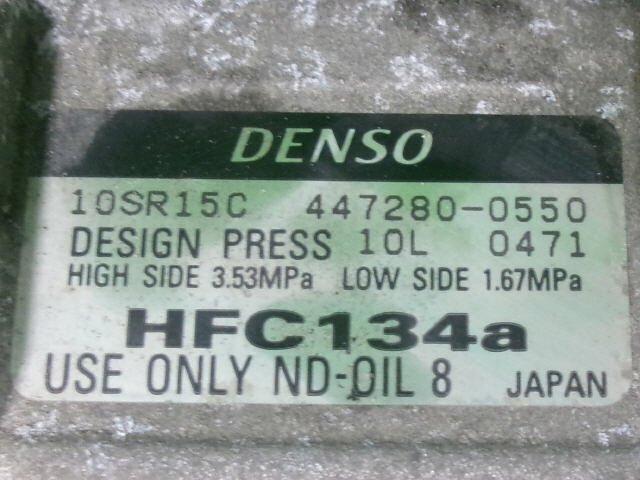 DENSO
10SR15C 447280-0550
DESIGN PRESS 10L 0471
HIGH SIDE 3.53MPa LOW SIDE 1.67MPa
HFC134a
USE ONLY ND-OIL 8 JAPAN